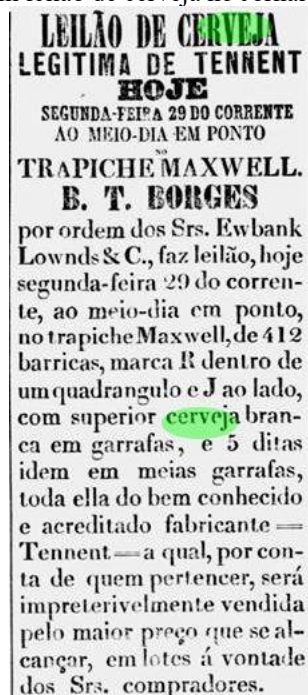 LEILÃO DE CERVEJA
LEGITIMA DE TENNENT
HOJE
SEGUNDA-FEIRA 29 DO CORRENTE
AO MEIO-DIA EM PONTO
NO
TRAPICHE MAXWELL.
B. T. BORGES
por ordem dos Srs. Ewbank
Lownds & C., faz leilão, hoje
segunda-feira 29 do corren-
te, ao meio-dia em ponto,
no trapiche Maxwell, de 412
barricas, marca R dentro de
um quadrangulo e J ao lado,
com superior cerveja bran-
ca em garrafas, e 5 ditas
idem em meias garrafas,
toda ella do bem conhecido
e acreditado fabricante =
Tennent = a qual, por con-
ta de quem pertencer, será
impreterivelmente vendida
pelo maior preço que se al-
cançar, em lotes á vontade
dos Srs. compradores.